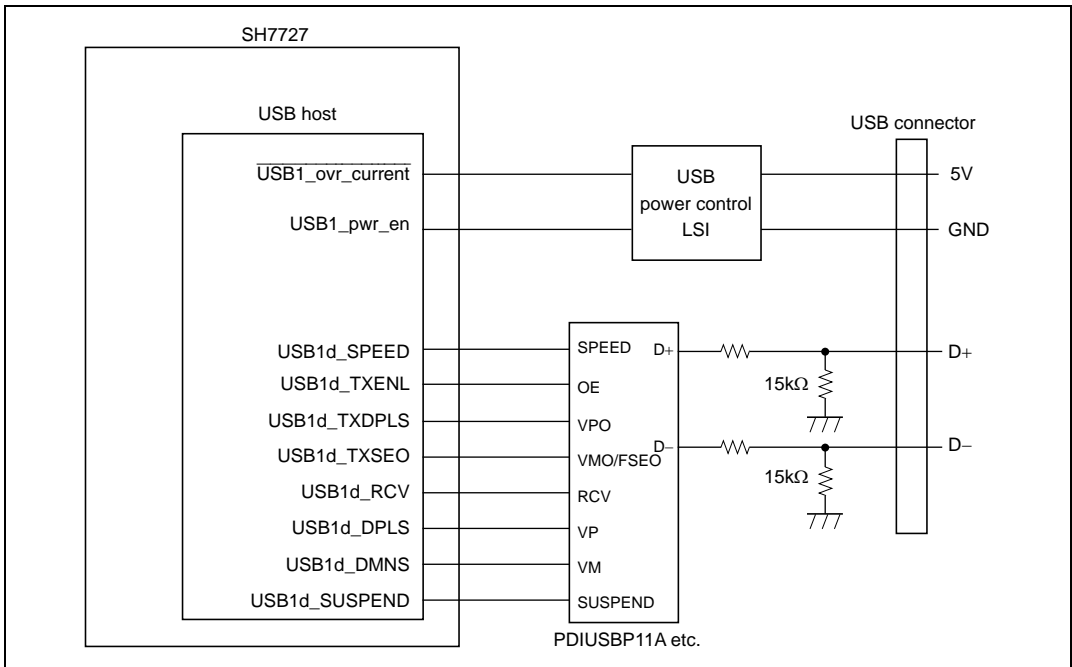 SH7727
USB host
USB connector
USB1_ovr_current
USB1_pwr_en
USB
power control
LSI
5V
GND
USB1d_SPEED
USB1d_TXENL
USB1d_TXDPLS
USB1d_TXSEO
USB1d_RCV
USB1d_DPLS
USB1d_DMNS
USB1d_SUSPEND
SPEED
OE
VPO
VMO/FSEO
RCV
VP
VM
SUSPEND
D+
D−
15kΩ
15kΩ
D+
D−
PDIUSBP11A etc.